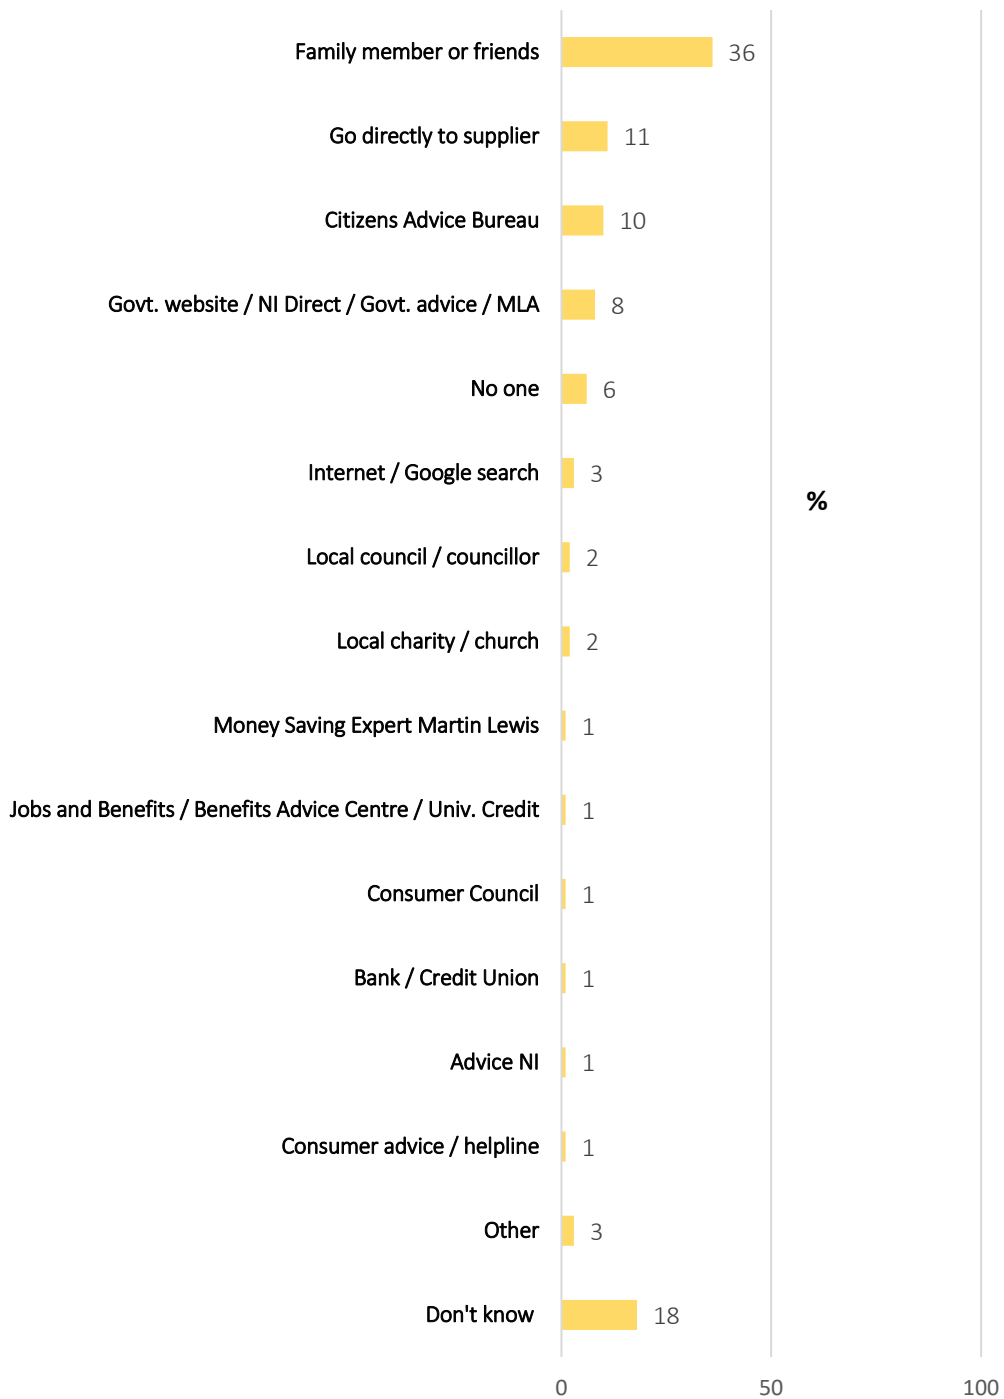 Family member or friends 36
Go directly to supplier 11
Citizens Advice Bureau 10
Govt. website / NI Direct / Govt. advice / MLA 8
No one 6
Internet / Google search 3
%
Local council / councillor 2
Local charity / church 2
Money Saving Expert Martin Lewis 1
Jobs and Benefits / Benefits Advice Centre / Univ. Credit 1
Consumer Council 1
Bank / Credit Union 1
Advice NI 1
Consumer advice / helpline 1
Other 3
Don't know 18
0 50 100